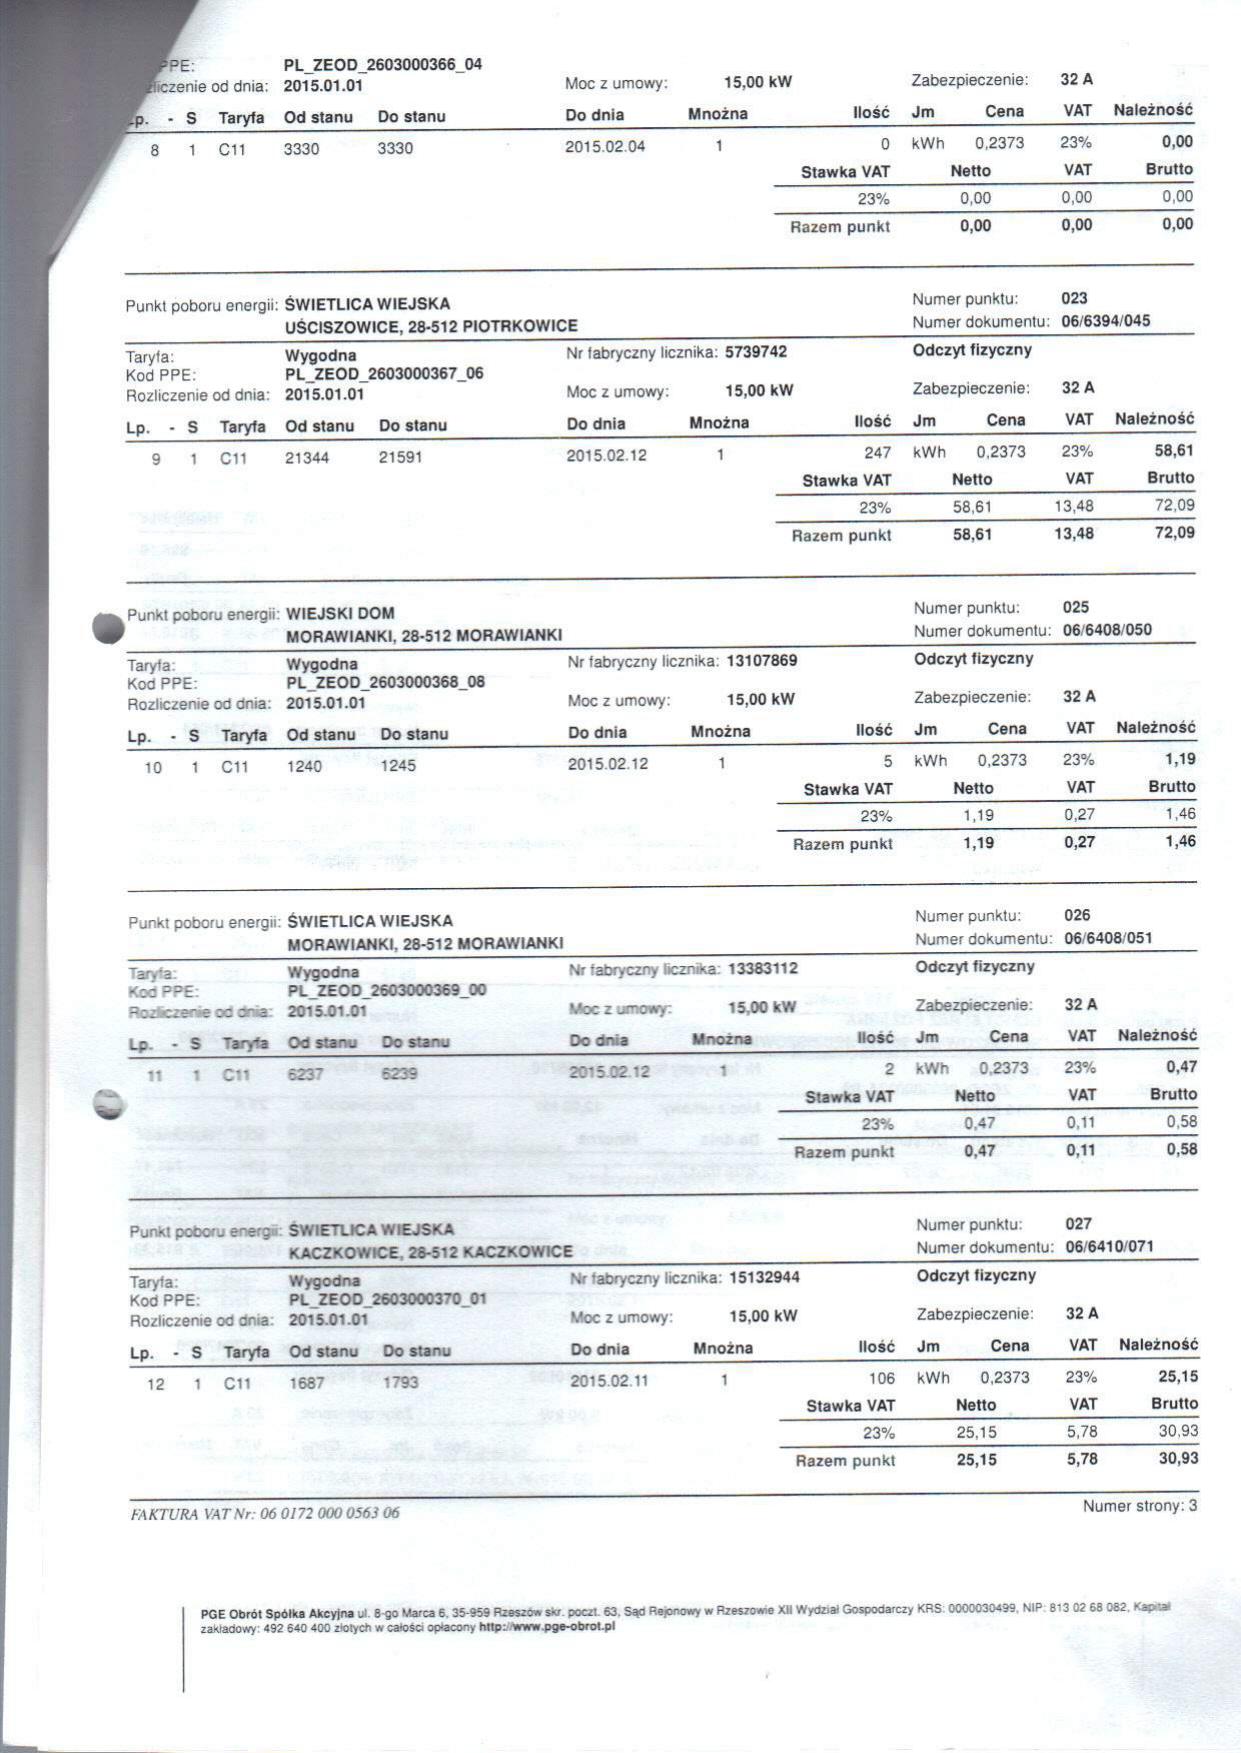 PPE: PL_ZEOD_2603000366_04
liczenie od dnia: 2015.01.01 Moc z umowy: 15,00 kW Zabezpieczenie: 32 A
Lp. - S Taryfa Od stanu Do stanu Do dnia Mnożna Ilość Jm Cena VAT Należność
8 1 C11 3330 3330 2015.02.04 1 0 kWh 0,2373 23% 0,00
Stawka VAT Netto VAT Brutto
23% 0,00 0,00 0,00
Razem punkt 0,00 0,00 0,00
Punkt poboru energii: ŚWIETLICA WIEJSKA Numer punktu: 023
UŚCISZOWICE, 28-512 PIOTRKOWICE Numer dokumentu: 06/6394/045
Taryfa: Wygodna Nr fabryczny licznika: 5739742 Odczyt fizyczny
Kod PPE: PL_ZEOD_2603000367_06
Rozliczenie od dnia: 2015.01.01 Moc z umowy: 15,00 kW Zabezpieczenie: 32 A
Lp. - S Taryfa Od stanu Do stanu Do dnia Mnożna Ilość Jm Cena VAT Należność
9 1 C11 21344 21591 2015.02.12 1 247 kWh 0,2373 23% 58,61
Stawka VAT Netto VAT Brutto
23% 58,61 13,48 72,09
Razem punkt 58,61 13,48 72,09
Punkt poboru energii: WIEJSKI DOM Numer punktu: 025
MORAWIANKI, 28-512 MORAWIANKI Numer dokumentu: 06/6408/050
Taryfa: Wygodna Nr fabryczny licznika: 13107869 Odczyt fizyczny
Kod PPE: PL_ZEOD_2603000368_08
Rozliczenie od dnia: 2015.01.01 Moc z umowy: 15,00 kW Zabezpieczenie: 32 A
Lp. - S Taryfa Od stanu Do stanu Do dnia Mnożna Ilość Jm Cena VAT Należność
10 1 C11 1240 1245 2015.02.12 1 5 kWh 0,2373 23% 1,19
Stawka VAT Netto VAT Brutto
23% 1,19 0,27 1,46
Razem punkt 1,19 0,27 1,46
Punkt poboru energii: ŚWIETLICA WIEJSKA Numer punktu: 026
MORAWIANKI, 28-512 MORAWIANKI Numer dokumentu: 06/6408/051
Taryfa: Wygodna Nr fabryczny licznika: 13383112 Odczyt fizyczny
Kod PPE: PL_ZEOD_2603000369_00
Rozliczenie od dnia: 2015.01.01 Moc z umowy: 15,00 kW Zabezpieczenie: 32 A
Lp. - S Taryfa Od stanu Do stanu Do dnia Mnożna Ilość Jm Cena VAT Należność
11 1 C11 6237 6239 2015.02.12 1 2 kWh 0,2373 23% 0,47
Stawka VAT Netto VAT Brutto
23% 0,47 0,11 0,58
Razem punkt 0,47 0,11 0,58
Punkt poboru energii: ŚWIETLICA WIEJSKA Numer punktu: 027
KACZKOWICE, 28-512 KACZKOWICE Numer dokumentu: 06/6410/071
Taryfa: Wygodna Nr fabryczny licznika: 15132944 Odczyt fizyczny
Kod PPE: PL_ZEOD_2603000370_01
Rozliczenie od dnia: 2015.01.01 Moc z umowy: 15,00 kW Zabezpieczenie: 32 A
Lp. - S Taryfa Od stanu Do stanu Do dnia Mnożna Ilość Jm Cena VAT Należność
12 1 C11 1687 1793 2015.02.11 1 106 kWh 0,2373 23% 25,15
Stawka VAT Netto VAT Brutto
23% 25,15 5,78 30,93
Razem punkt 25,15 5,78 30,93
FAKTURA VAT Nr: 06 0172 000 0563 06 Numer strony: 3
PGE Obrót Spółka Akcyjna ul. 8-go Marca 6, 35-959 Rzeszów skr. poczt. 63, Sąd Rejonowy w Rzeszowie XII Wydział Gospodarczy KRS: 0000030499, NIP: 813 02 68 082, Kapitał
zakładowy: 492 640 400 złotych w całości opłacony http://www.pge-obrot.pl